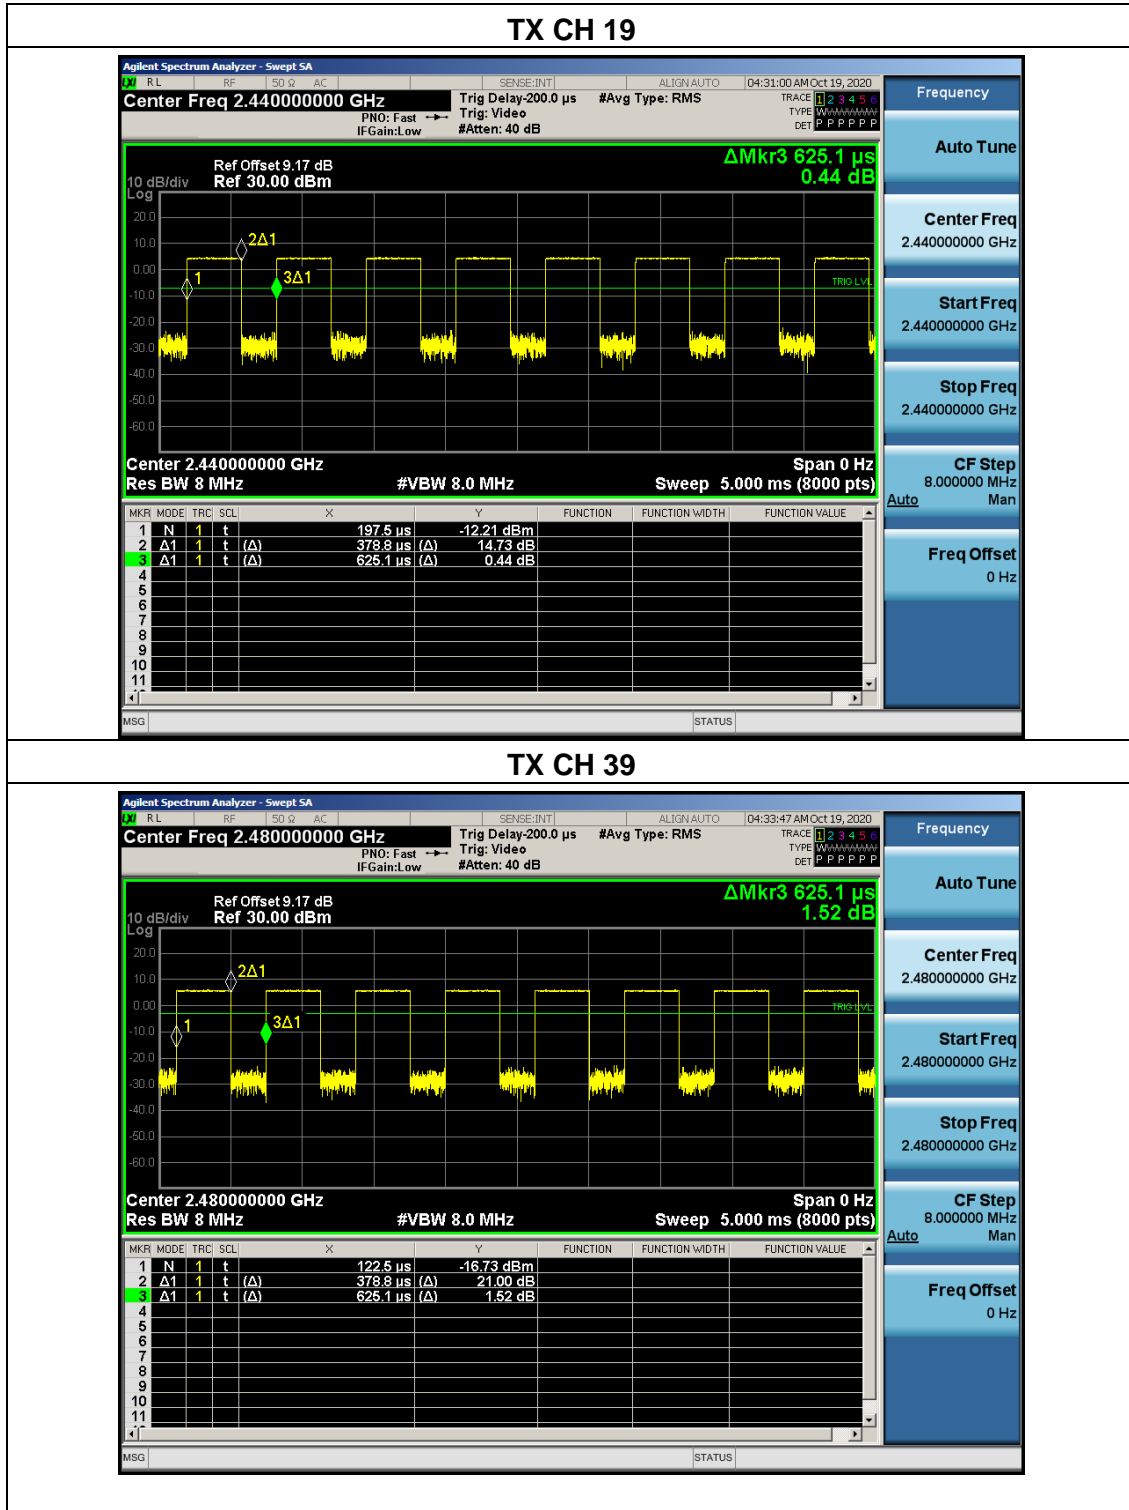 TX CH 19
Agilent Spectrum Analyzer - Swept SA
LXI RL RF 50 Ω AC SENSE:INT ALIGN AUTO 04:31:00 AM Oct 19, 2020
Center Freq 2.440000000 GHz
PNO: Fast
IFGain:Low
Trig Delay-200.0 µs
Trig: Video
#Atten: 40 dB
#Avg Type: RMS
TRACE 1 2 3 4 5 6
TYPE
DET P P P P P P
ΔMkr3 625.1 µs
0.44 dB
Ref Offset 9.17 dB
10 dB/div Ref 30.00 dBm
Log
20.0
10.0
0.00
-10.0
-20.0
-30.0
-40.0
-50.0
-60.0
2Δ1
1
3Δ1
TRIG LVL
Center 2.440000000 GHz Span 0 Hz
Res BW 8 MHz #VBW 8.0 MHz Sweep 5.000 ms (8000 pts)
MKR MODE TRC SCL X Y FUNCTION FUNCTION WIDTH FUNCTION VALUE
1 N 1 t 197.5 µs -12.21 dBm
2 Δ1 1 t (Δ) 378.8 µs (Δ) 14.73 dB
3 Δ1 1 t (Δ) 625.1 µs (Δ) 0.44 dB
4
5
6
7
8
9
10
11
MSG STATUS
Frequency
Auto Tune
Center Freq
2.440000000 GHz
Start Freq
2.440000000 GHz
Stop Freq
2.440000000 GHz
CF Step
8.000000 MHz
Auto Man
Freq Offset
0 Hz
TX CH 39
Agilent Spectrum Analyzer - Swept SA
LXI RL RF 50 Ω AC SENSE:INT ALIGN AUTO 04:33:47 AM Oct 19, 2020
Center Freq 2.480000000 GHz
PNO: Fast
IFGain:Low
Trig Delay-200.0 µs
Trig: Video
#Atten: 40 dB
#Avg Type: RMS
TRACE 1 2 3 4 5 6
TYPE
DET P P P P P P
ΔMkr3 625.1 µs
1.52 dB
Ref Offset 9.17 dB
10 dB/div Ref 30.00 dBm
Log
20.0
10.0
0.00
-10.0
-20.0
-30.0
-40.0
-50.0
-60.0
2Δ1
1
3Δ1
TRIG LVL
Center 2.480000000 GHz Span 0 Hz
Res BW 8 MHz #VBW 8.0 MHz Sweep 5.000 ms (8000 pts)
MKR MODE TRC SCL X Y FUNCTION FUNCTION WIDTH FUNCTION VALUE
1 N 1 t 122.5 µs -16.73 dBm
2 Δ1 1 t (Δ) 378.8 µs (Δ) 21.00 dB
3 Δ1 1 t (Δ) 625.1 µs (Δ) 1.52 dB
4
5
6
7
8
9
10
11
MSG STATUS
Frequency
Auto Tune
Center Freq
2.480000000 GHz
Start Freq
2.480000000 GHz
Stop Freq
2.480000000 GHz
CF Step
8.000000 MHz
Auto Man
Freq Offset
0 Hz